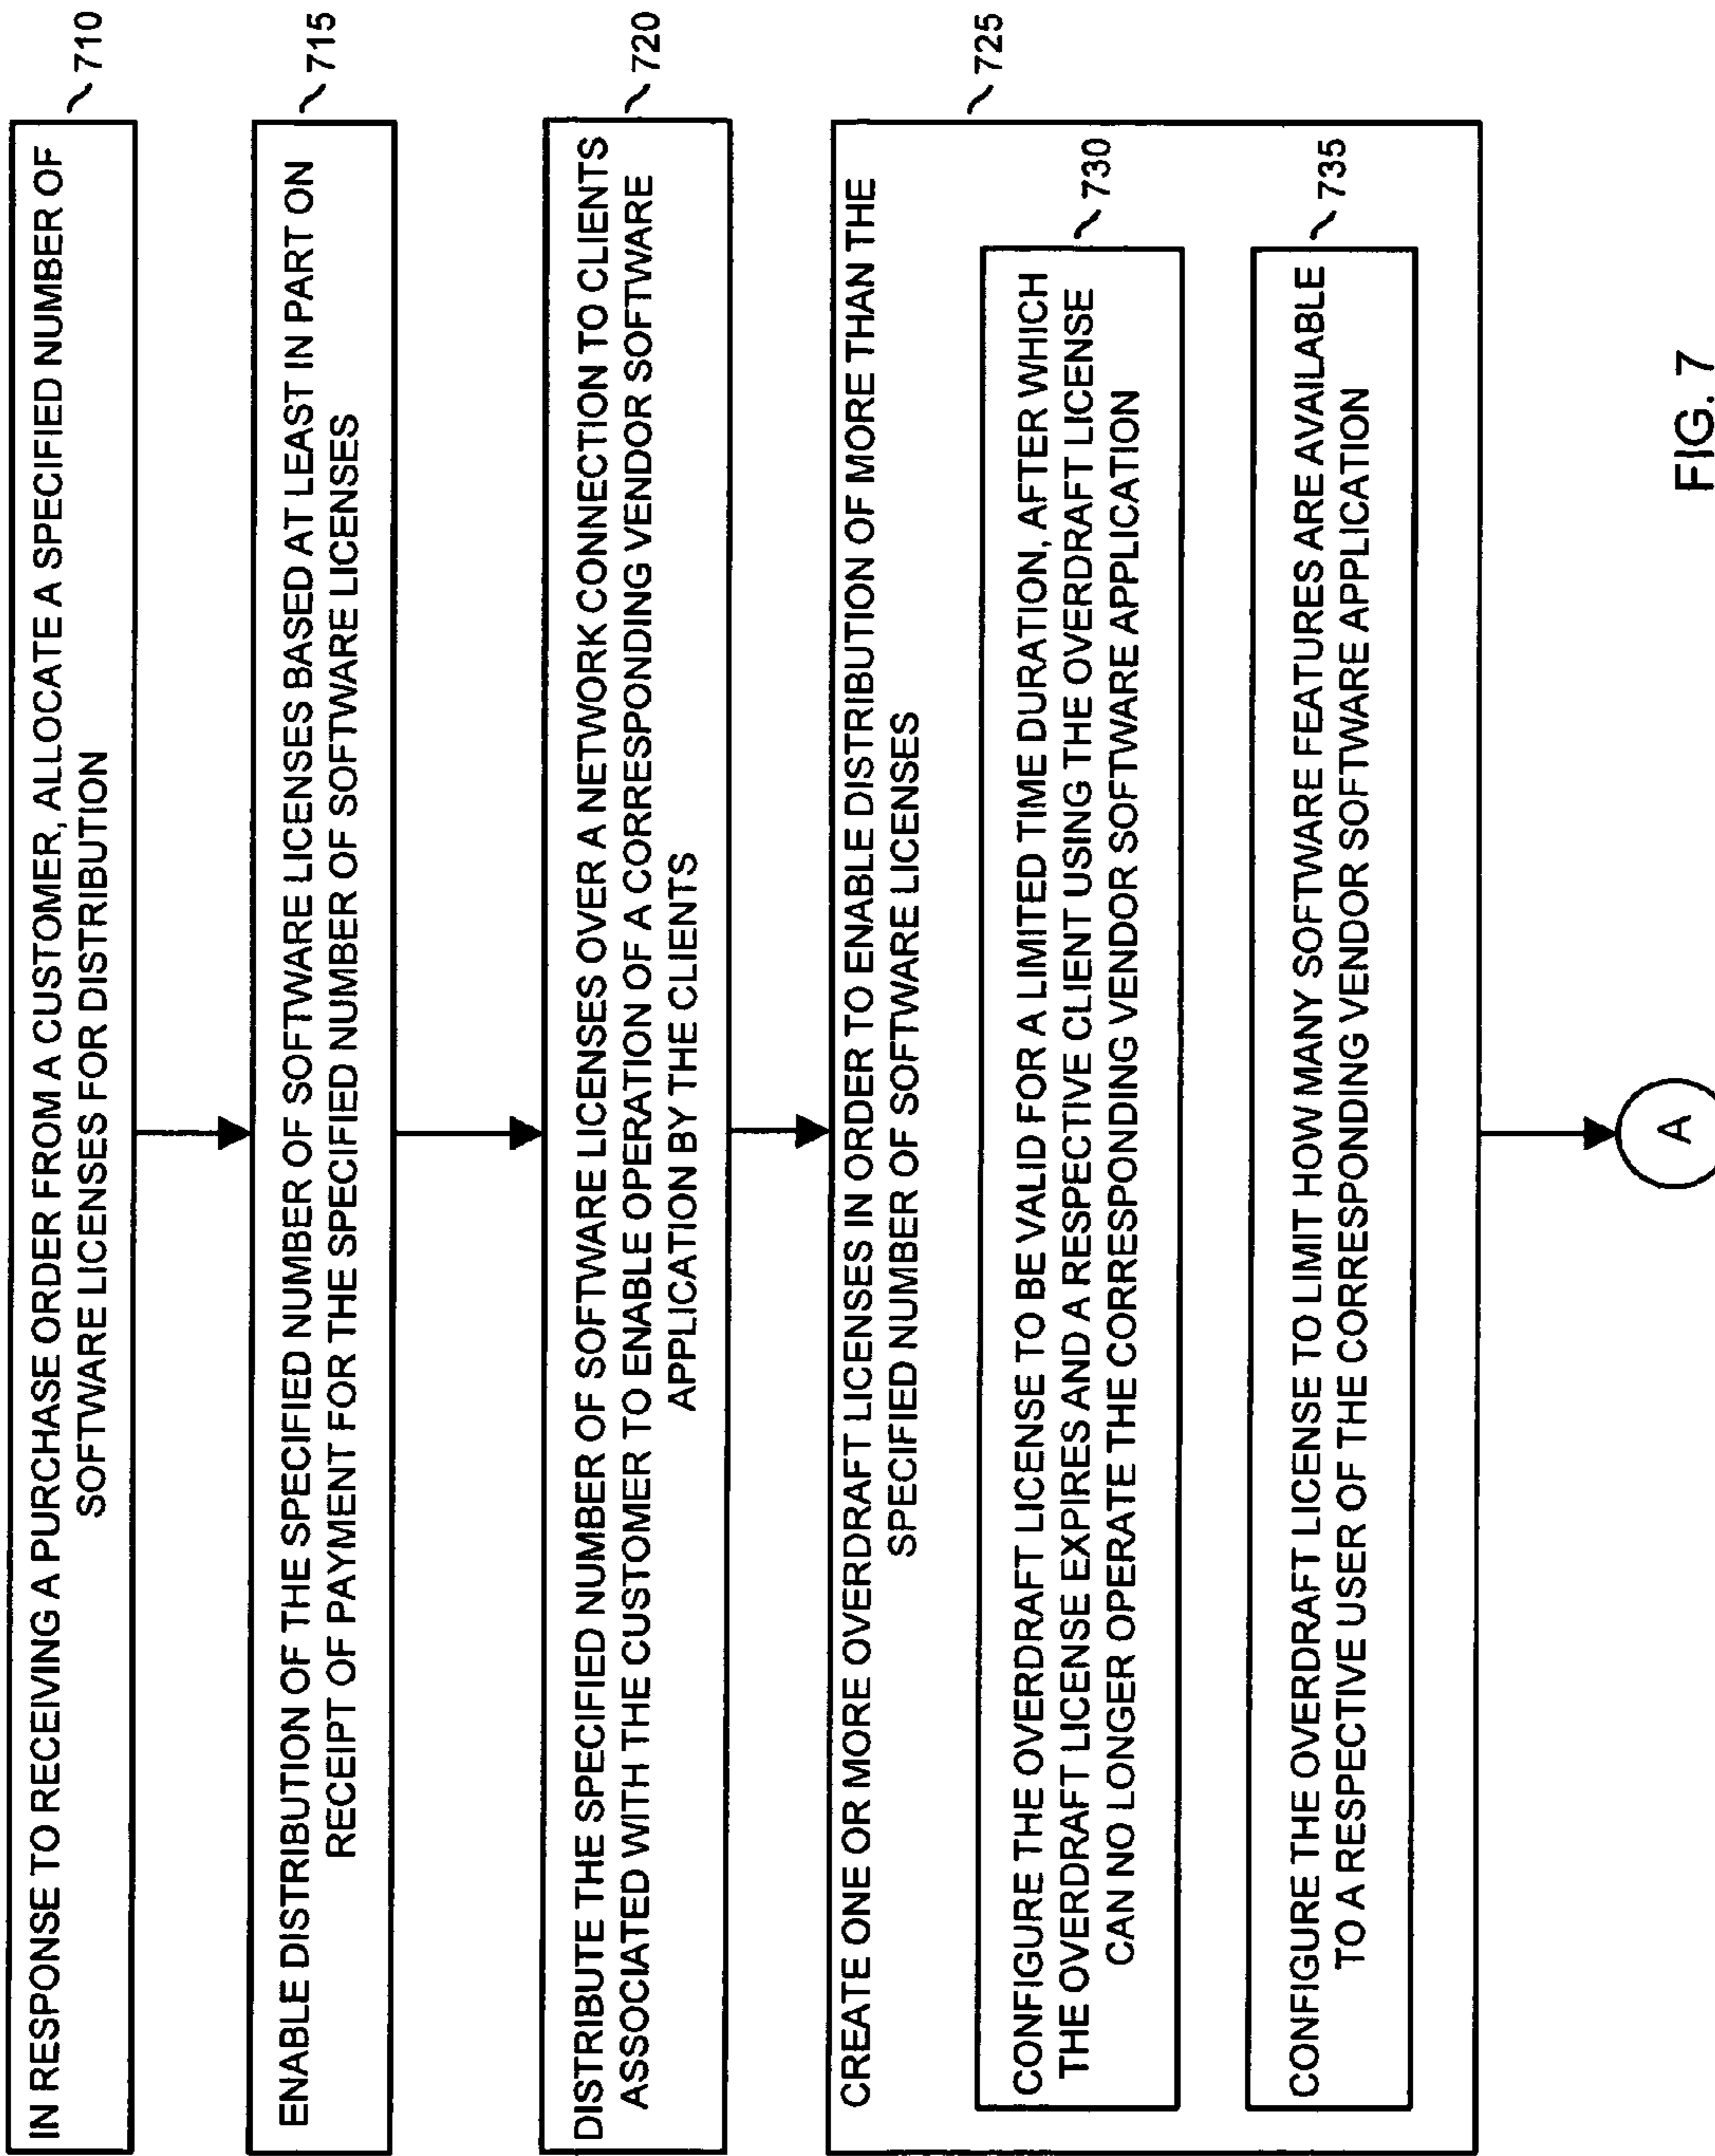 IN RESPONSE TO RECEIVING A PURCHASE ORDER FROM A CUSTOMER, ALLOCATE A SPECIFIED NUMBER OF
SOFTWARE LICENSES FOR DISTRIBUTION
710
ENABLE DISTRIBUTION OF THE SPECIFIED NUMBER OF SOFTWARE LICENSES BASED AT LEAST IN PART ON
RECEIPT OF PAYMENT FOR THE SPECIFIED NUMBER OF SOFTWARE LICENSES
715
DISTRIBUTE THE SPECIFIED NUMBER OF SOFTWARE LICENSES OVER A NETWORK CONNECTION TO CLIENTS
ASSOCIATED WITH THE CUSTOMER TO ENABLE OPERATION OF A CORRESPONDING VENDOR SOFTWARE
APPLICATION BY THE CLIENTS
720
CREATE ONE OR MORE OVERDRAFT LICENSES IN ORDER TO ENABLE DISTRIBUTION OF MORE THAN THE
SPECIFIED NUMBER OF SOFTWARE LICENSES
725
CONFIGURE THE OVERDRAFT LICENSE TO BE VALID FOR A LIMITED TIME DURATION, AFTER WHICH
THE OVERDRAFT LICENSE EXPIRES AND A RESPECTIVE CLIENT USING THE OVERDRAFT LICENSE
CAN NO LONGER OPERATE THE CORRESPONDING VENDOR SOFTWARE APPLICATION
730
CONFIGURE THE OVERDRAFT LICENSE TO LIMIT HOW MANY SOFTWARE FEATURES ARE AVAILABLE
TO A RESPECTIVE USER OF THE CORRESPONDING VENDOR SOFTWARE APPLICATION
735
A
FIG. 7